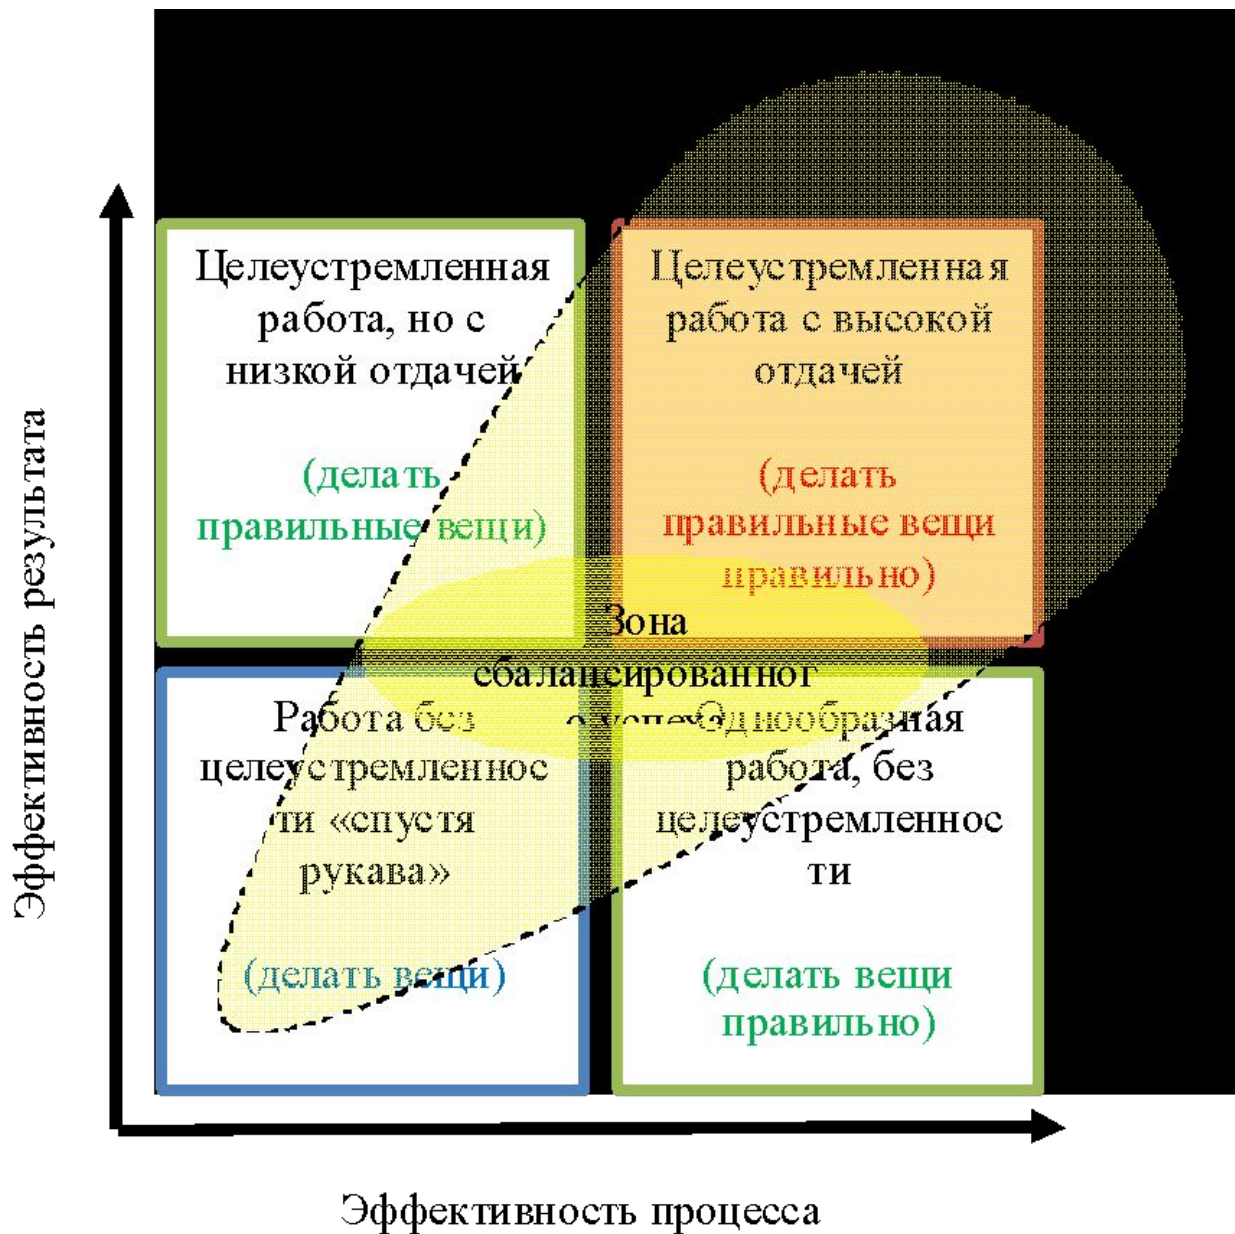 Эффективность результата
Целеустремленная
работа, но с
низкой отдачей
(делать
правильные вещи)
Целеустремленная
работа с высокой
отдачей
(делать
правильные вещи
правильно)
Зона
сбалансированног
о успеха
Работа без
целеустремленнос
ти «спустя
рукава»
(делать вещи)
Однообразная
работа, без
целеустремленнос
ти
(делать вещи
правильно)
Эффективность процесса